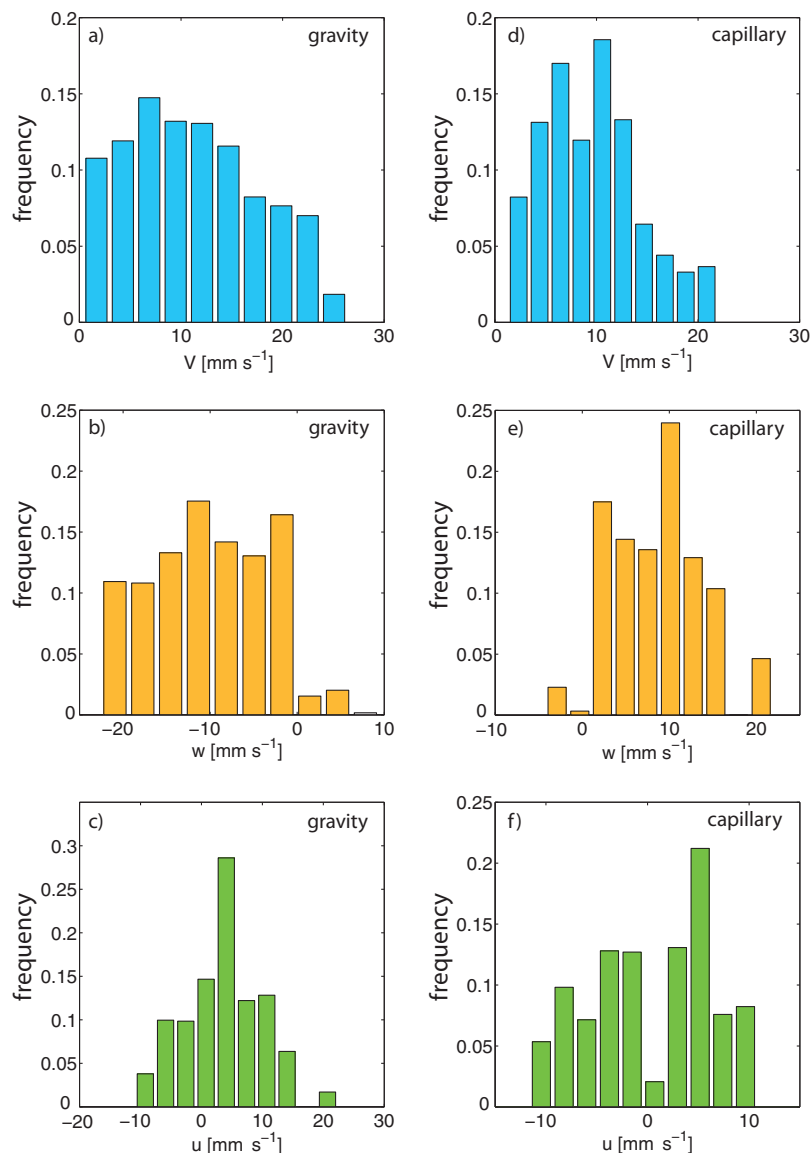 a) gravity
0.2
0.15
0.1
0.05
0
frequency
0 10 20 30
V [mm s⁻¹]
d) capillary
0.2
0.15
0.1
0.05
0
frequency
0 10 20 30
V [mm s⁻¹]
b) gravity
0.25
0.2
0.15
0.1
0.05
0
frequency
−20 −10 0 10
w [mm s⁻¹]
e) capillary
0.25
0.2
0.15
0.1
0.05
0
frequency
−10 0 10 20
w [mm s⁻¹]
c) gravity
0.3
0.25
0.2
0.15
0.1
0.05
0
frequency
−20 −10 0 10 20 30
u [mm s⁻¹]
f) capillary
0.25
0.2
0.15
0.1
0.05
0
frequency
−10 0 10
u [mm s⁻¹]